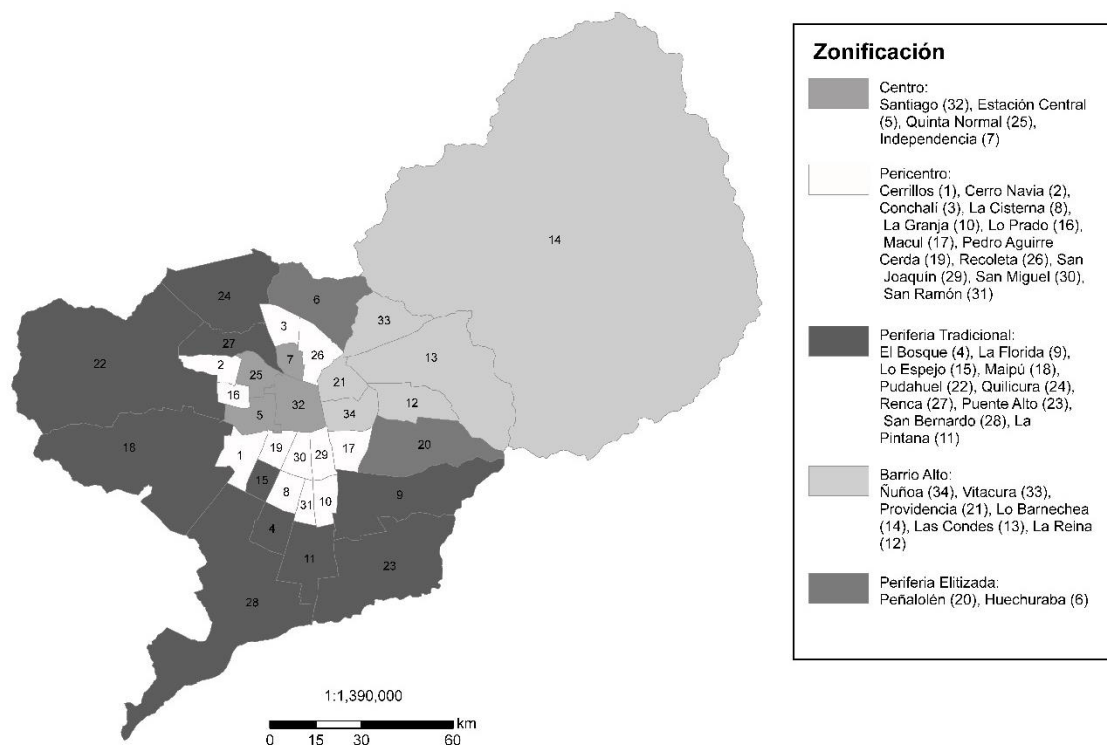 14
24
6
33
3
27
26
13
22
7
2
25
21
12
16
32
5
34
18
20
19
17
1
30
29
15
9
8
10
31
4
11
23
28
1:1,390,000
km
0 15 30 60
Zonificación
Centro:
Santiago (32), Estación Central
(5), Quinta Normal (25),
Independencia (7)
Pericentro:
Cerrillos (1), Cerro Navia (2),
Conchalí (3), La Cisterna (8),
La Granja (10), Lo Prado (16),
Macul (17), Pedro Aguirre
Cerda (19), Recoleta (26), San
Joaquín (29), San Miguel (30),
San Ramón (31)
Periferia Tradicional:
El Bosque (4), La Florida (9),
Lo Espejo (15), Maipú (18),
Pudahuel (22), Quilicura (24),
Renca (27), Puente Alto (23),
San Bernardo (28), La
Pintana (11)
Barrio Alto:
Ñuñoa (34), Vitacura (33),
Providencia (21), Lo Barnechea
(14), Las Condes (13), La Reina
(12)
Periferia Elitizada:
Peñalolén (20), Huechuraba (6)